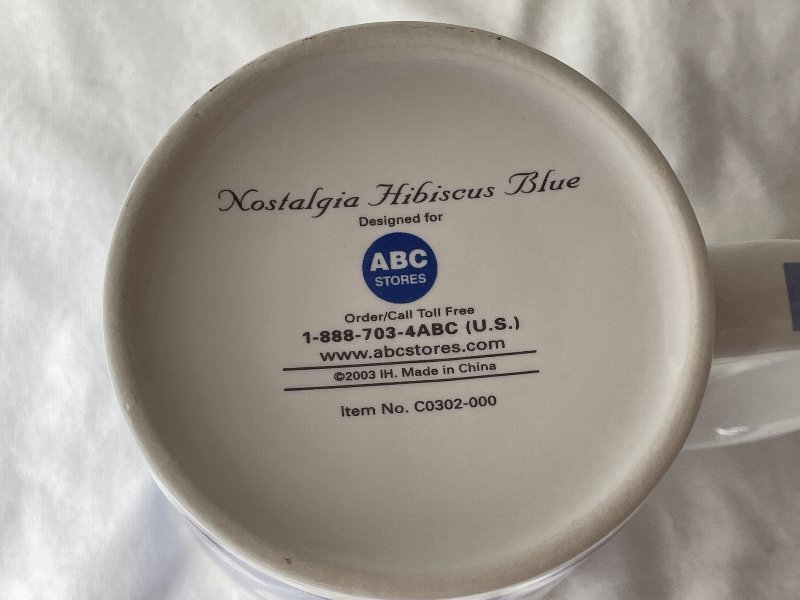 Nostalgia Hibiscus Blue
Designed for
ABC
STORES
Order/Call Toll Free
1-888-703-4ABC (U.S.)
www.abcstores.com
©2003 IH. Made in China
Item No. C0302-000